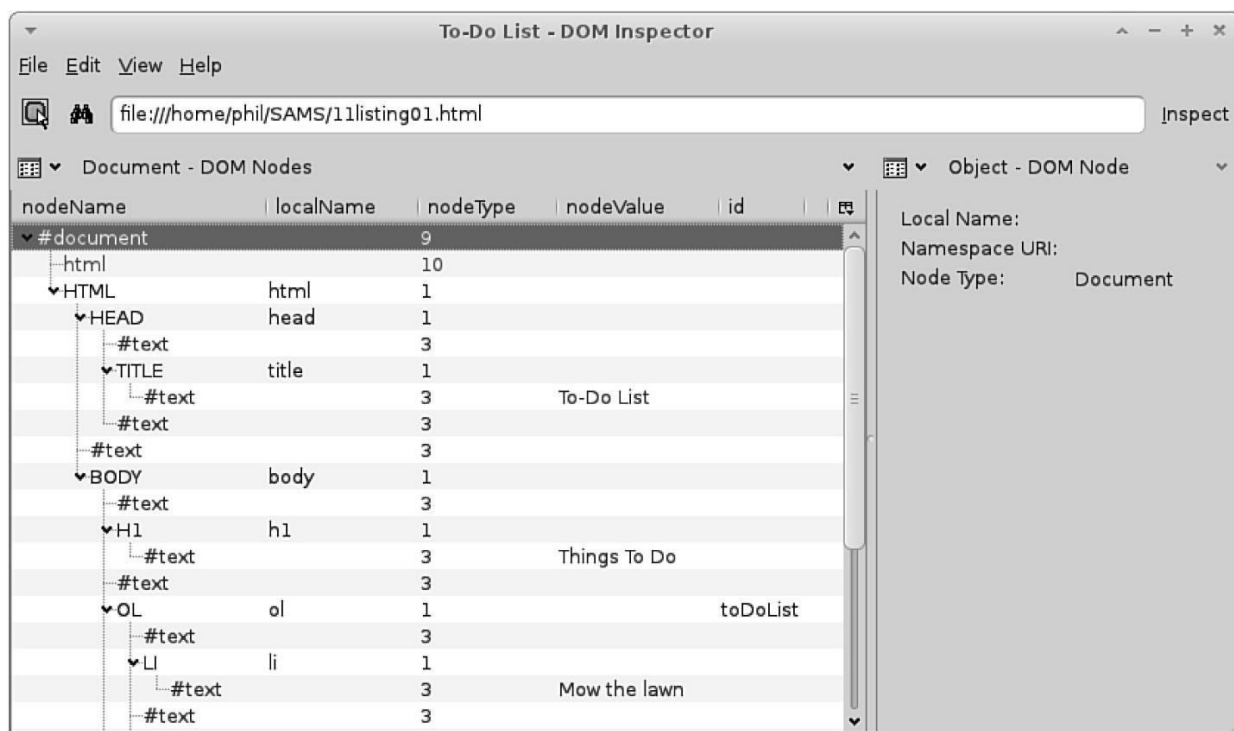 To-Do List - DOM Inspector
File Edit View Help
file:///home/phil/SAMS/11listing01.html Inspect
Document - DOM Nodes
nodeName localName nodeType nodeValue id
#document 9
html 10
HTML html 1
HEAD head 1
#text 3
TITLE title 1
#text 3 To-Do List
#text 3
#text 3
BODY body 1
#text 3
H1 h1 1
#text 3 Things To Do
#text 3
OL ol 1 toDoList
#text 3
LI li 1
#text 3 Mow the lawn
#text 3
Object - DOM Node
Local Name:
Namespace URI:
Node Type: Document